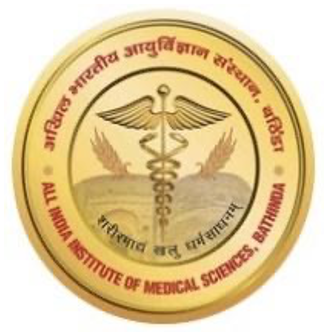 अखिल भारतीय आयुर्विज्ञान संस्थान, बठिंडा
शरीरमाद्यं खलु धर्मसाधनम्
ALL INDIA INSTITUTE OF MEDICAL SCIENCES, BATHINDA